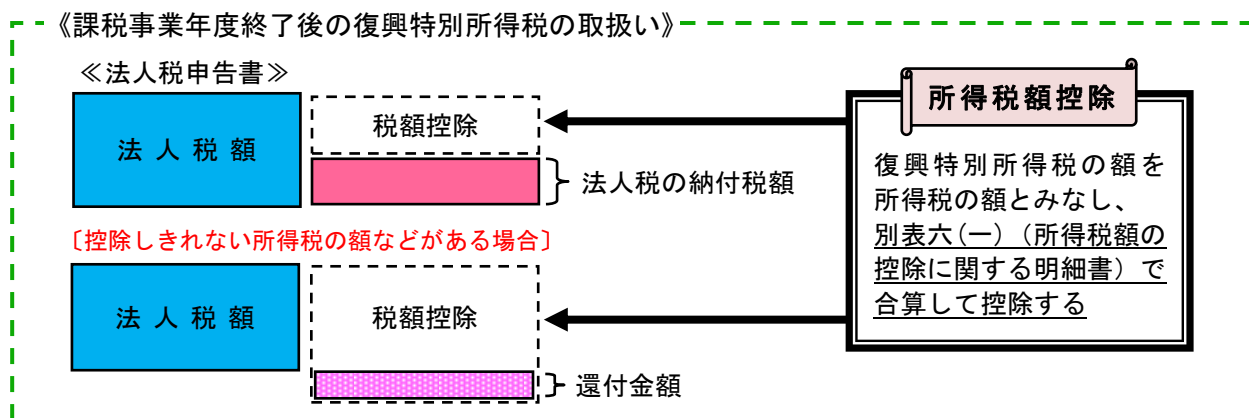 《課税事業年度終了後の復興特別所得税の取扱い》
≪法人税申告書≫
法人税額
税額控除
法人税の納付税額
〔控除しきれない所得税の額などがある場合〕
法人税額
税額控除
還付金額
所得税額控除
復興特別所得税の額を
所得税の額とみなし、
別表六(一)(所得税額の
控除に関する明細書)で
合算して控除する